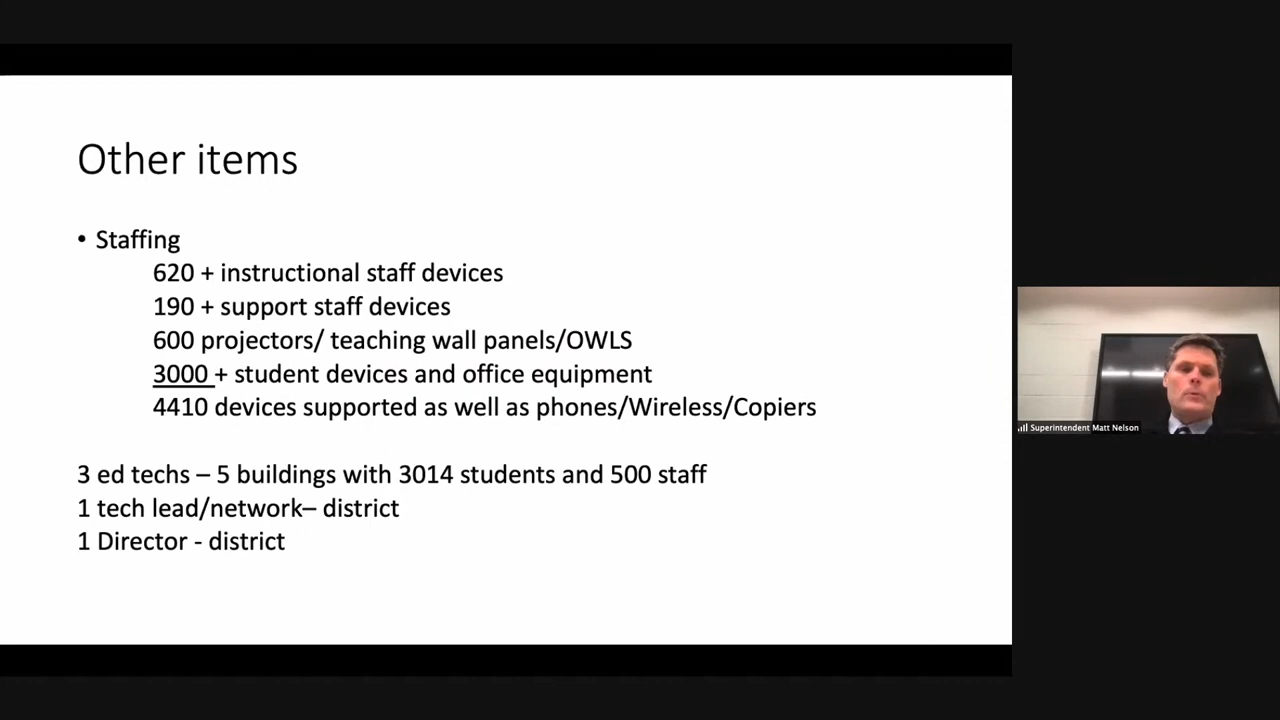 Other items
• Staffing
620 + instructional staff devices
190 + support staff devices
600 projectors/ teaching wall panels/OWLS
3000 + student devices and office equipment
4410 devices supported as well as phones/Wireless/Copiers
3 ed techs – 5 buildings with 3014 students and 500 staff
1 tech lead/network– district
1 Director - district
Superintendent Matt Nelson